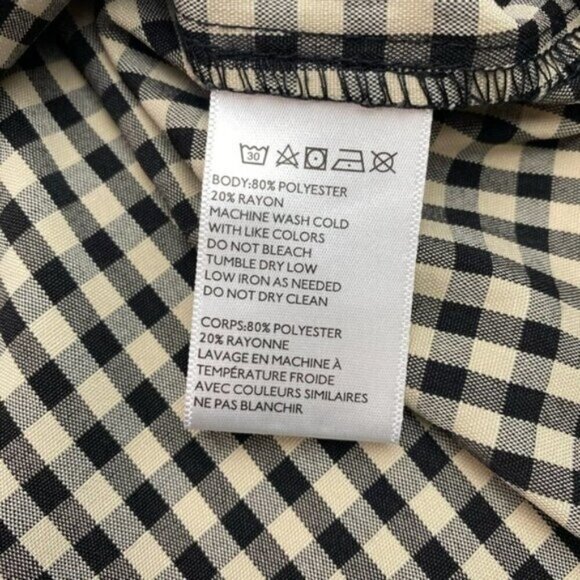 30
BODY:80% POLYESTER
20% RAYON
MACHINE WASH COLD
WITH LIKE COLORS
DO NOT BLEACH
TUMBLE DRY LOW
LOW IRON AS NEEDED
DO NOT DRY CLEAN
CORPS:80% POLYESTER
20% RAYONNE
LAVAGE EN MACHINE À
TEMPÉRATURE FROIDE
AVEC COULEURS SIMILAIRES
NE PAS BLANCHIR